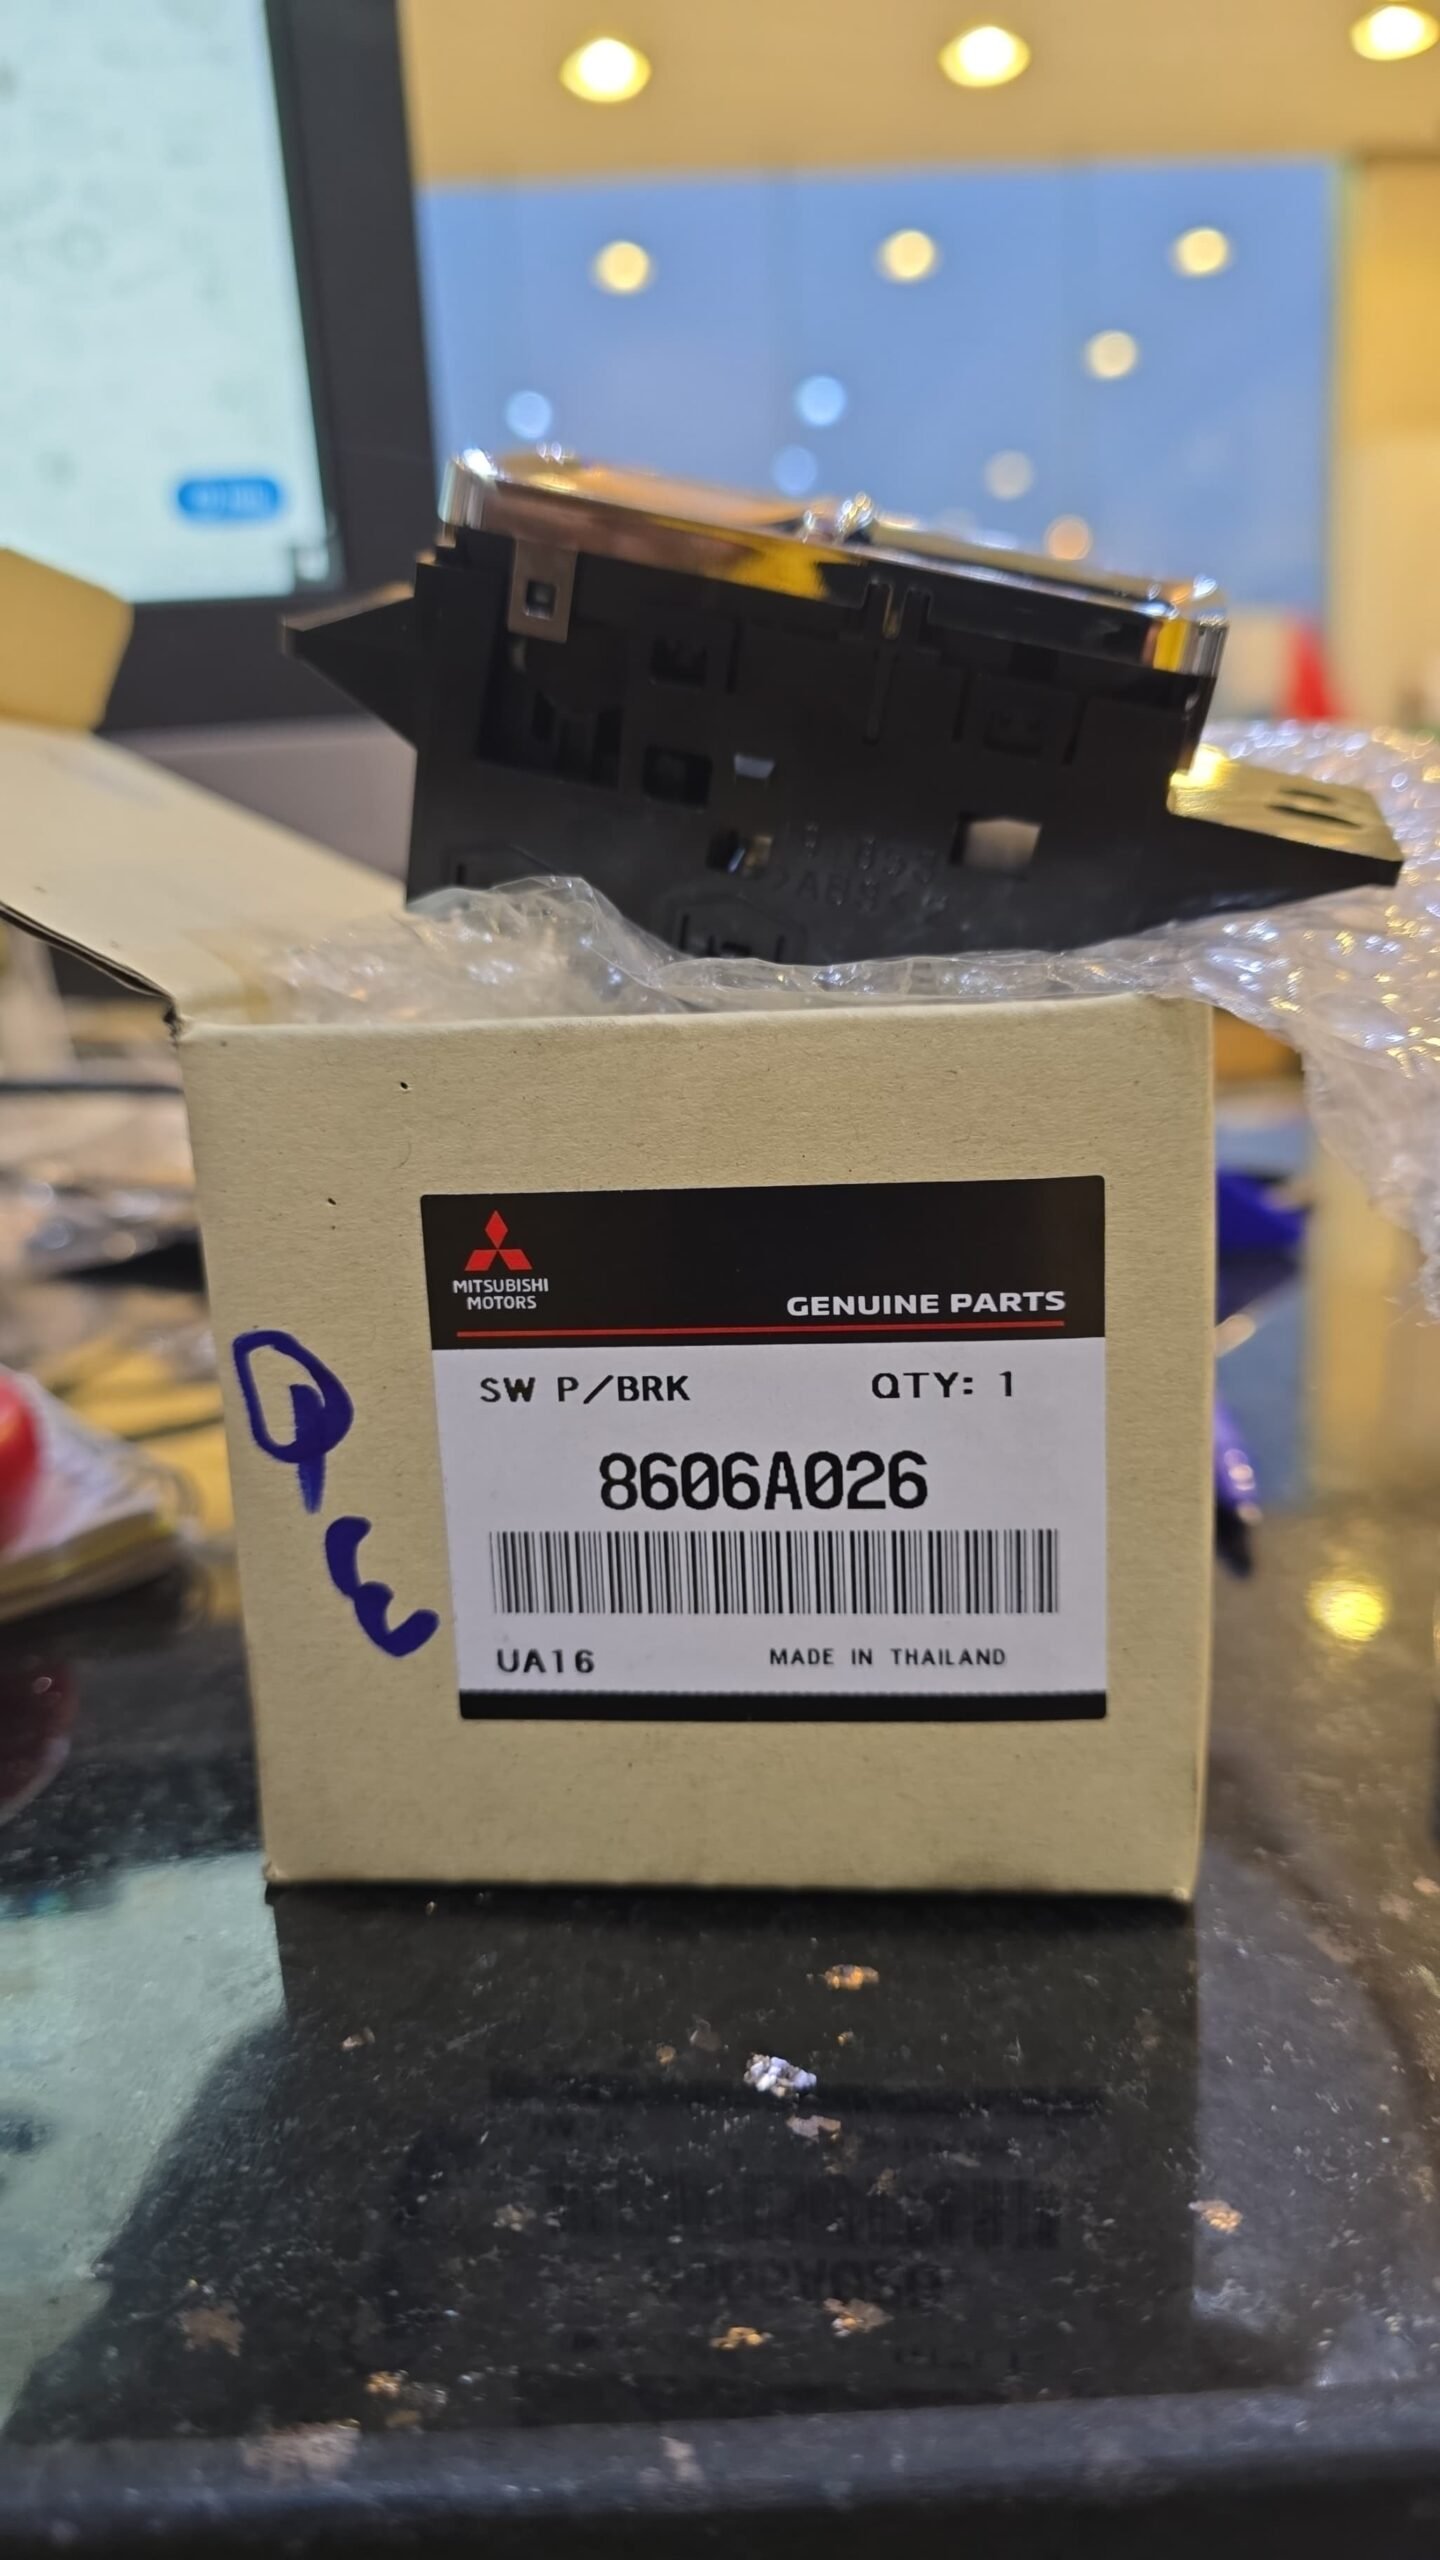 MITSUBISHI
MOTORS
GENUINE PARTS
SW P/BRK QTY: 1
8606A026
UA16 MADE IN THAILAND